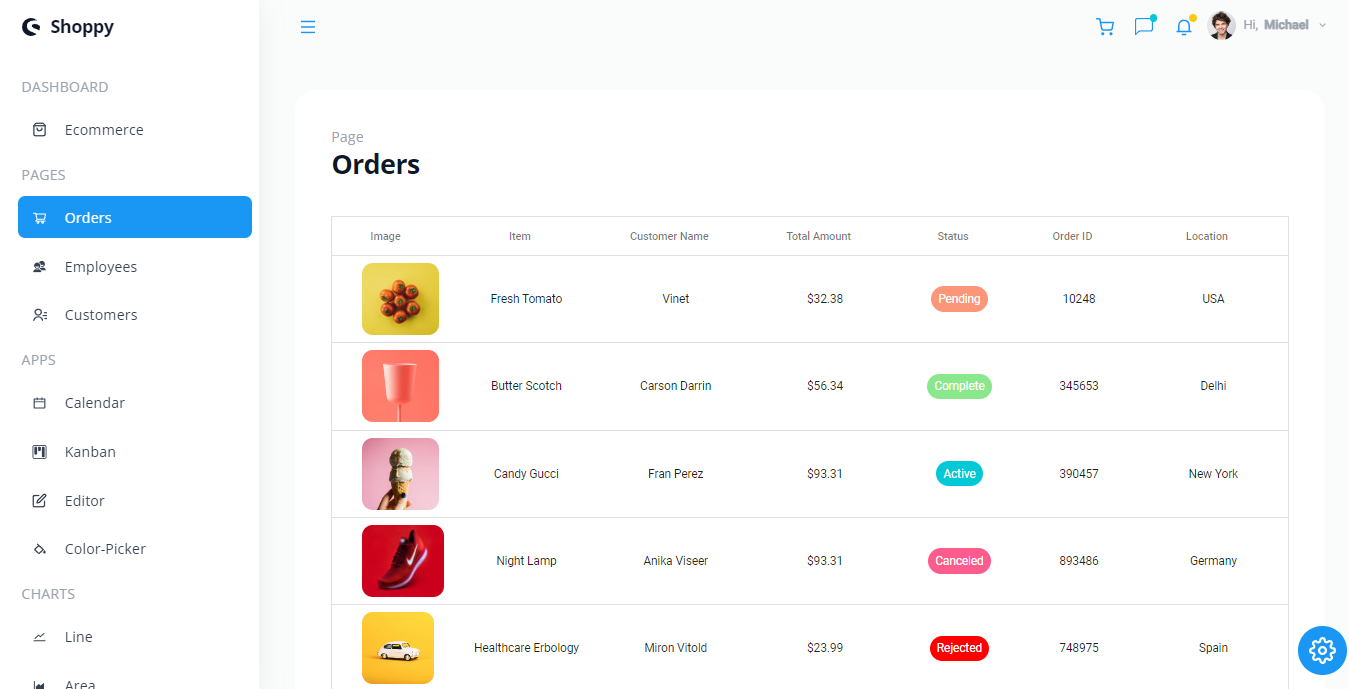 Shoppy
Hi, Michael
DASHBOARD
Ecommerce
PAGES
Orders
Employees
Customers
APPS
Calendar
Kanban
Editor
Color-Picker
CHARTS
Line
Area
Page
Orders
Image Item Customer Name Total Amount Status Order ID Location
Fresh Tomato Vinet $32.38 Pending 10248 USA
Butter Scotch Carson Darrin $56.34 Complete 345653 Delhi
Candy Gucci Fran Perez $93.31 Active 390457 New York
Night Lamp Anika Viseer $93.31 Canceled 893486 Germany
Healthcare Erbology Miron Vitold $23.99 Rejected 748975 Spain